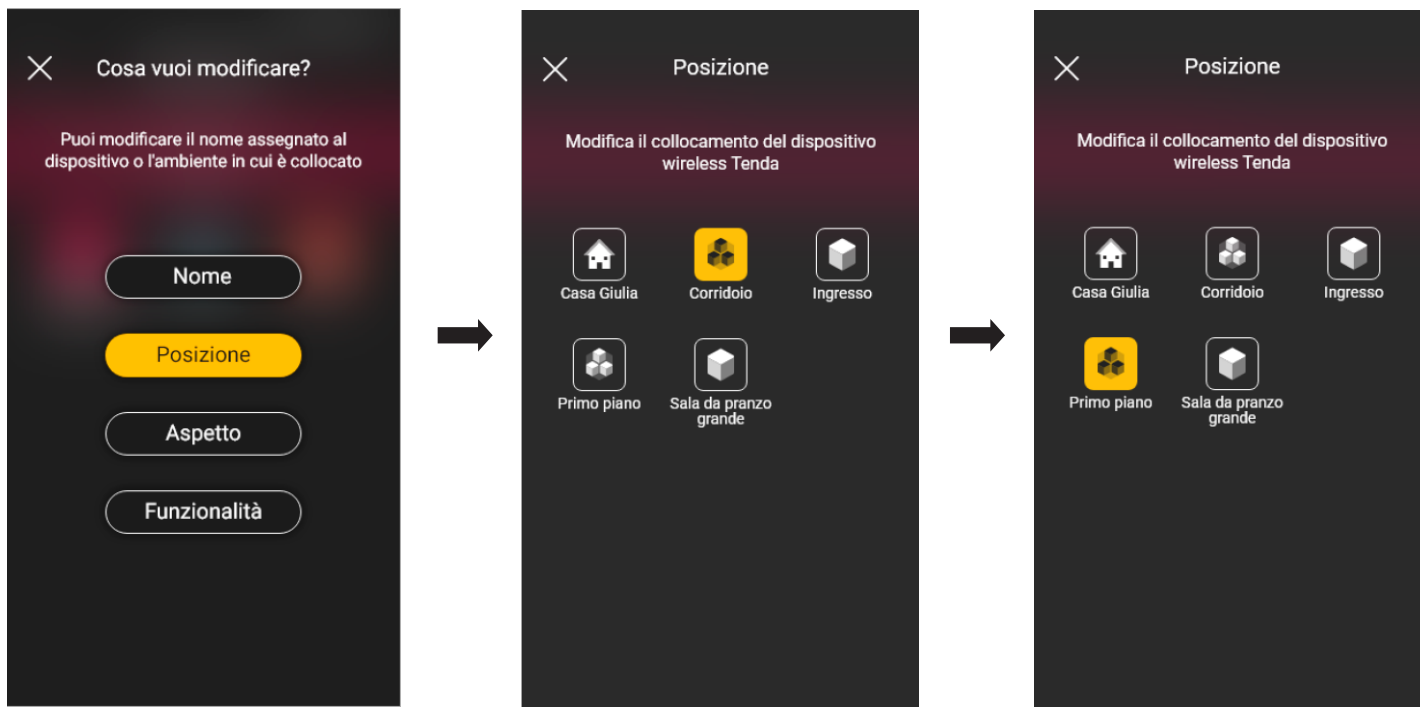 Cosa vuoi modificare?
Puoi modificare il nome assegnato al
dispositivo o l'ambiente in cui è collocato
Nome
Posizione
Aspetto
Funzionalità
Posizione
Modifica il collocamento del dispositivo
wireless Tenda
Casa Giulia
Corridoio
Ingresso
Primo piano
Sala da pranzo
grande
Posizione
Modifica il collocamento del dispositivo
wireless Tenda
Casa Giulia
Corridoio
Ingresso
Primo piano
Sala da pranzo
grande